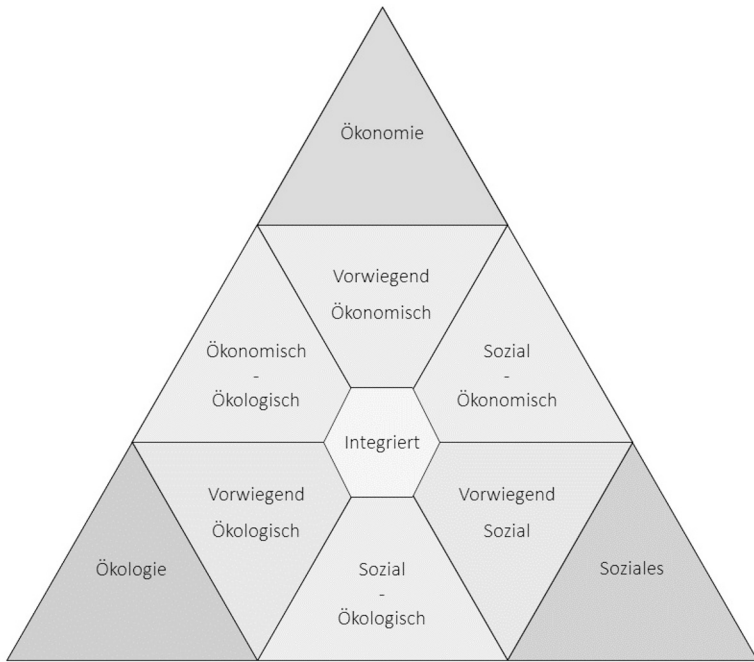 Ökonomie
Vorwiegend
Ökonomisch
Ökonomisch
-
Ökologisch
Sozial
-
Ökonomisch
Integriert
Vorwiegend
Ökologisch
Vorwiegend
Sozial
Ökologie
Sozial
-
Ökologisch
Soziales